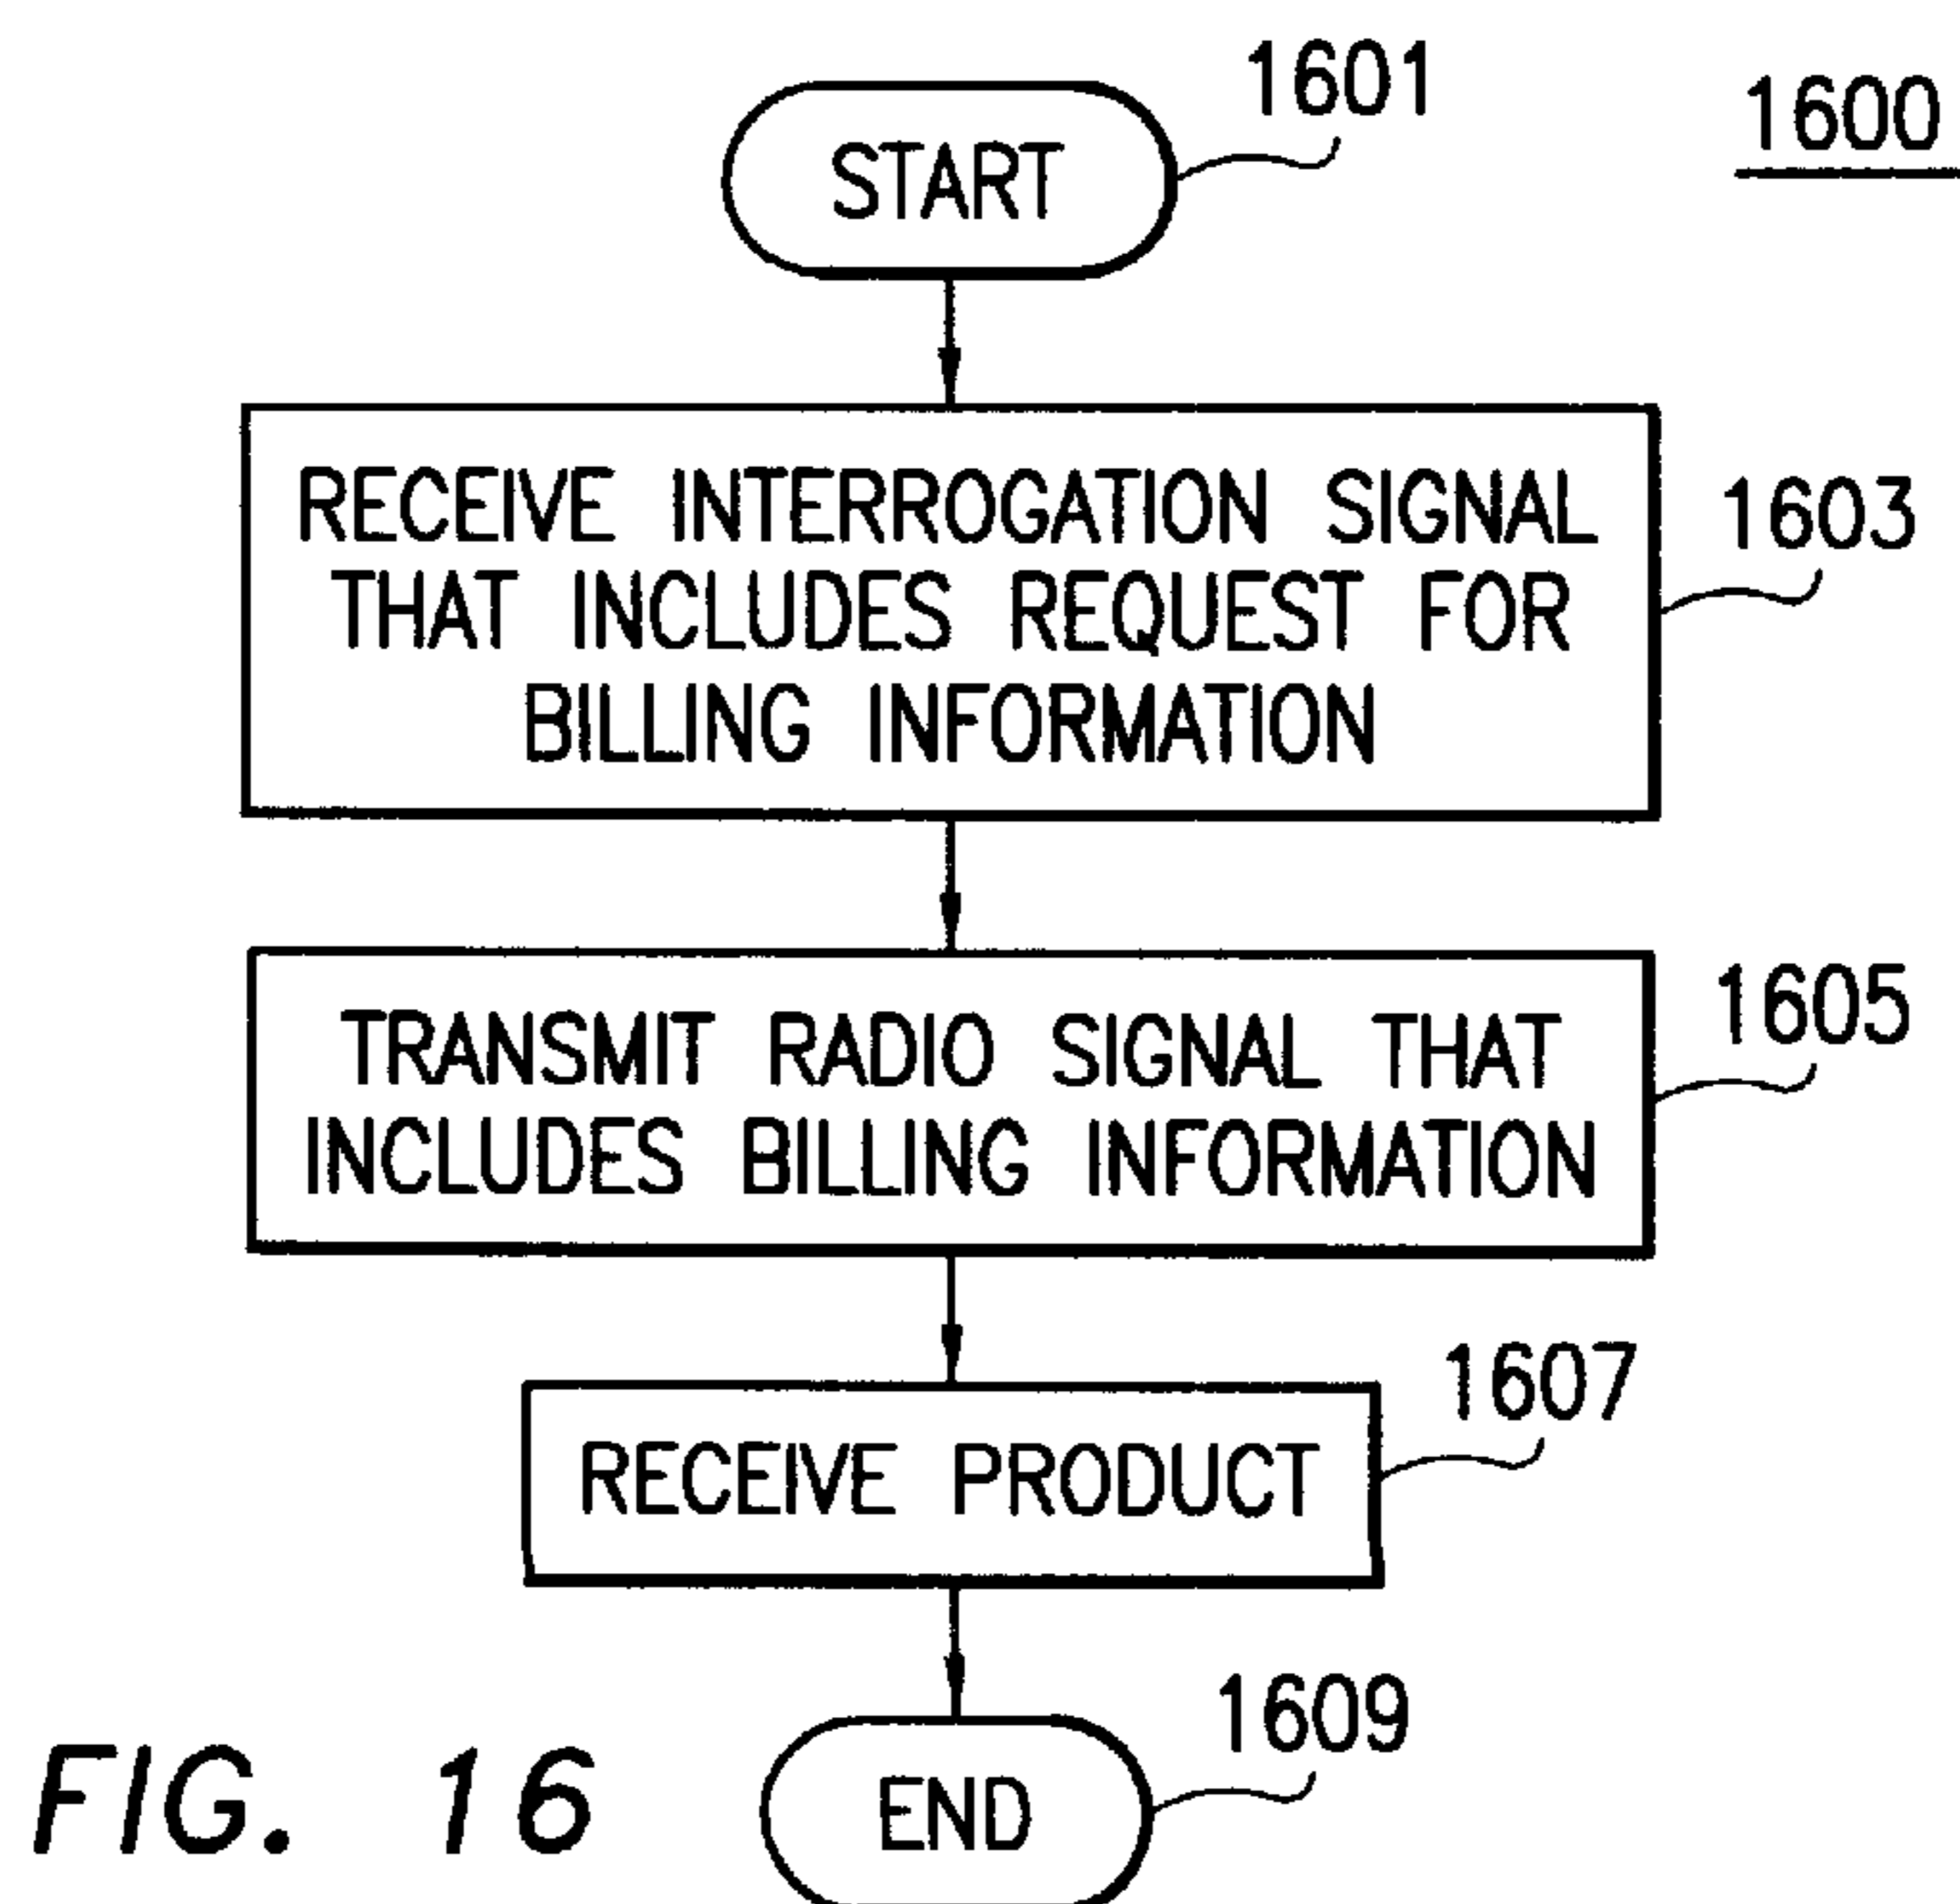 1601
1600
START
RECEIVE INTERROGATION SIGNAL
THAT INCLUDES REQUEST FOR
BILLING INFORMATION
1603
TRANSMIT RADIO SIGNAL THAT
INCLUDES BILLING INFORMATION
1605
RECEIVE PRODUCT
1607
END
1609
FIG. 16